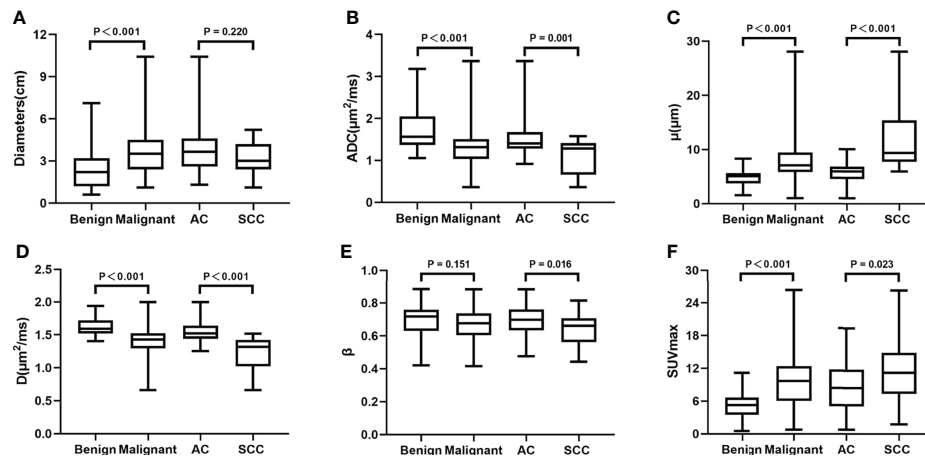 A
Diameters(cm)
12
9
6
3
0
P<0.001
P = 0.220
Benign Malignant AC SCC
B
ADC(μm²/ms)
4
3
2
1
0
P<0.001
P = 0.001
Benign Malignant AC SCC
C
μ(μm)
30
20
10
0
P<0.001
P<0.001
Benign Malignant AC SCC
D
D(μm²/ms)
2.5
2.0
1.5
1.0
0.5
0.0
P<0.001
P<0.001
Benign Malignant AC SCC
E
β
1.0
0.8
0.6
0.4
0.2
0.0
P = 0.151
P = 0.016
Benign Malignant AC SCC
F
SUVmax
30
24
18
12
6
0
P<0.001
P = 0.023
Benign Malignant AC SCC